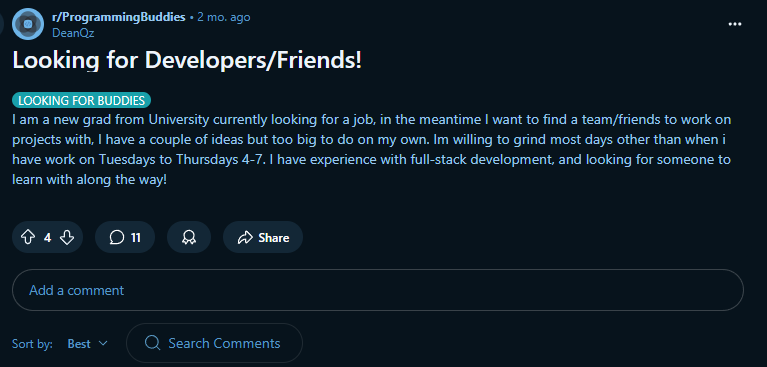 r/ProgrammingBuddies • 2 mo. ago
DeanQz
Looking for Developers/Friends!
LOOKING FOR BUDDIES
I am a new grad from University currently looking for a job, in the meantime I want to find a team/friends to work on
projects with, I have a couple of ideas but too big to do on my own. Im willing to grind most days other than when i
have work on Tuesdays to Thursdays 4-7. I have experience with full-stack development, and looking for someone to
learn with along the way!
4 11 Share
Add a comment
Sort by: Best Search Comments